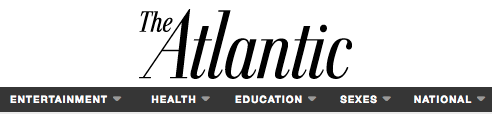 The
Atlantic
ENTERTAINMENT HEALTH EDUCATION SEXES NATIONAL